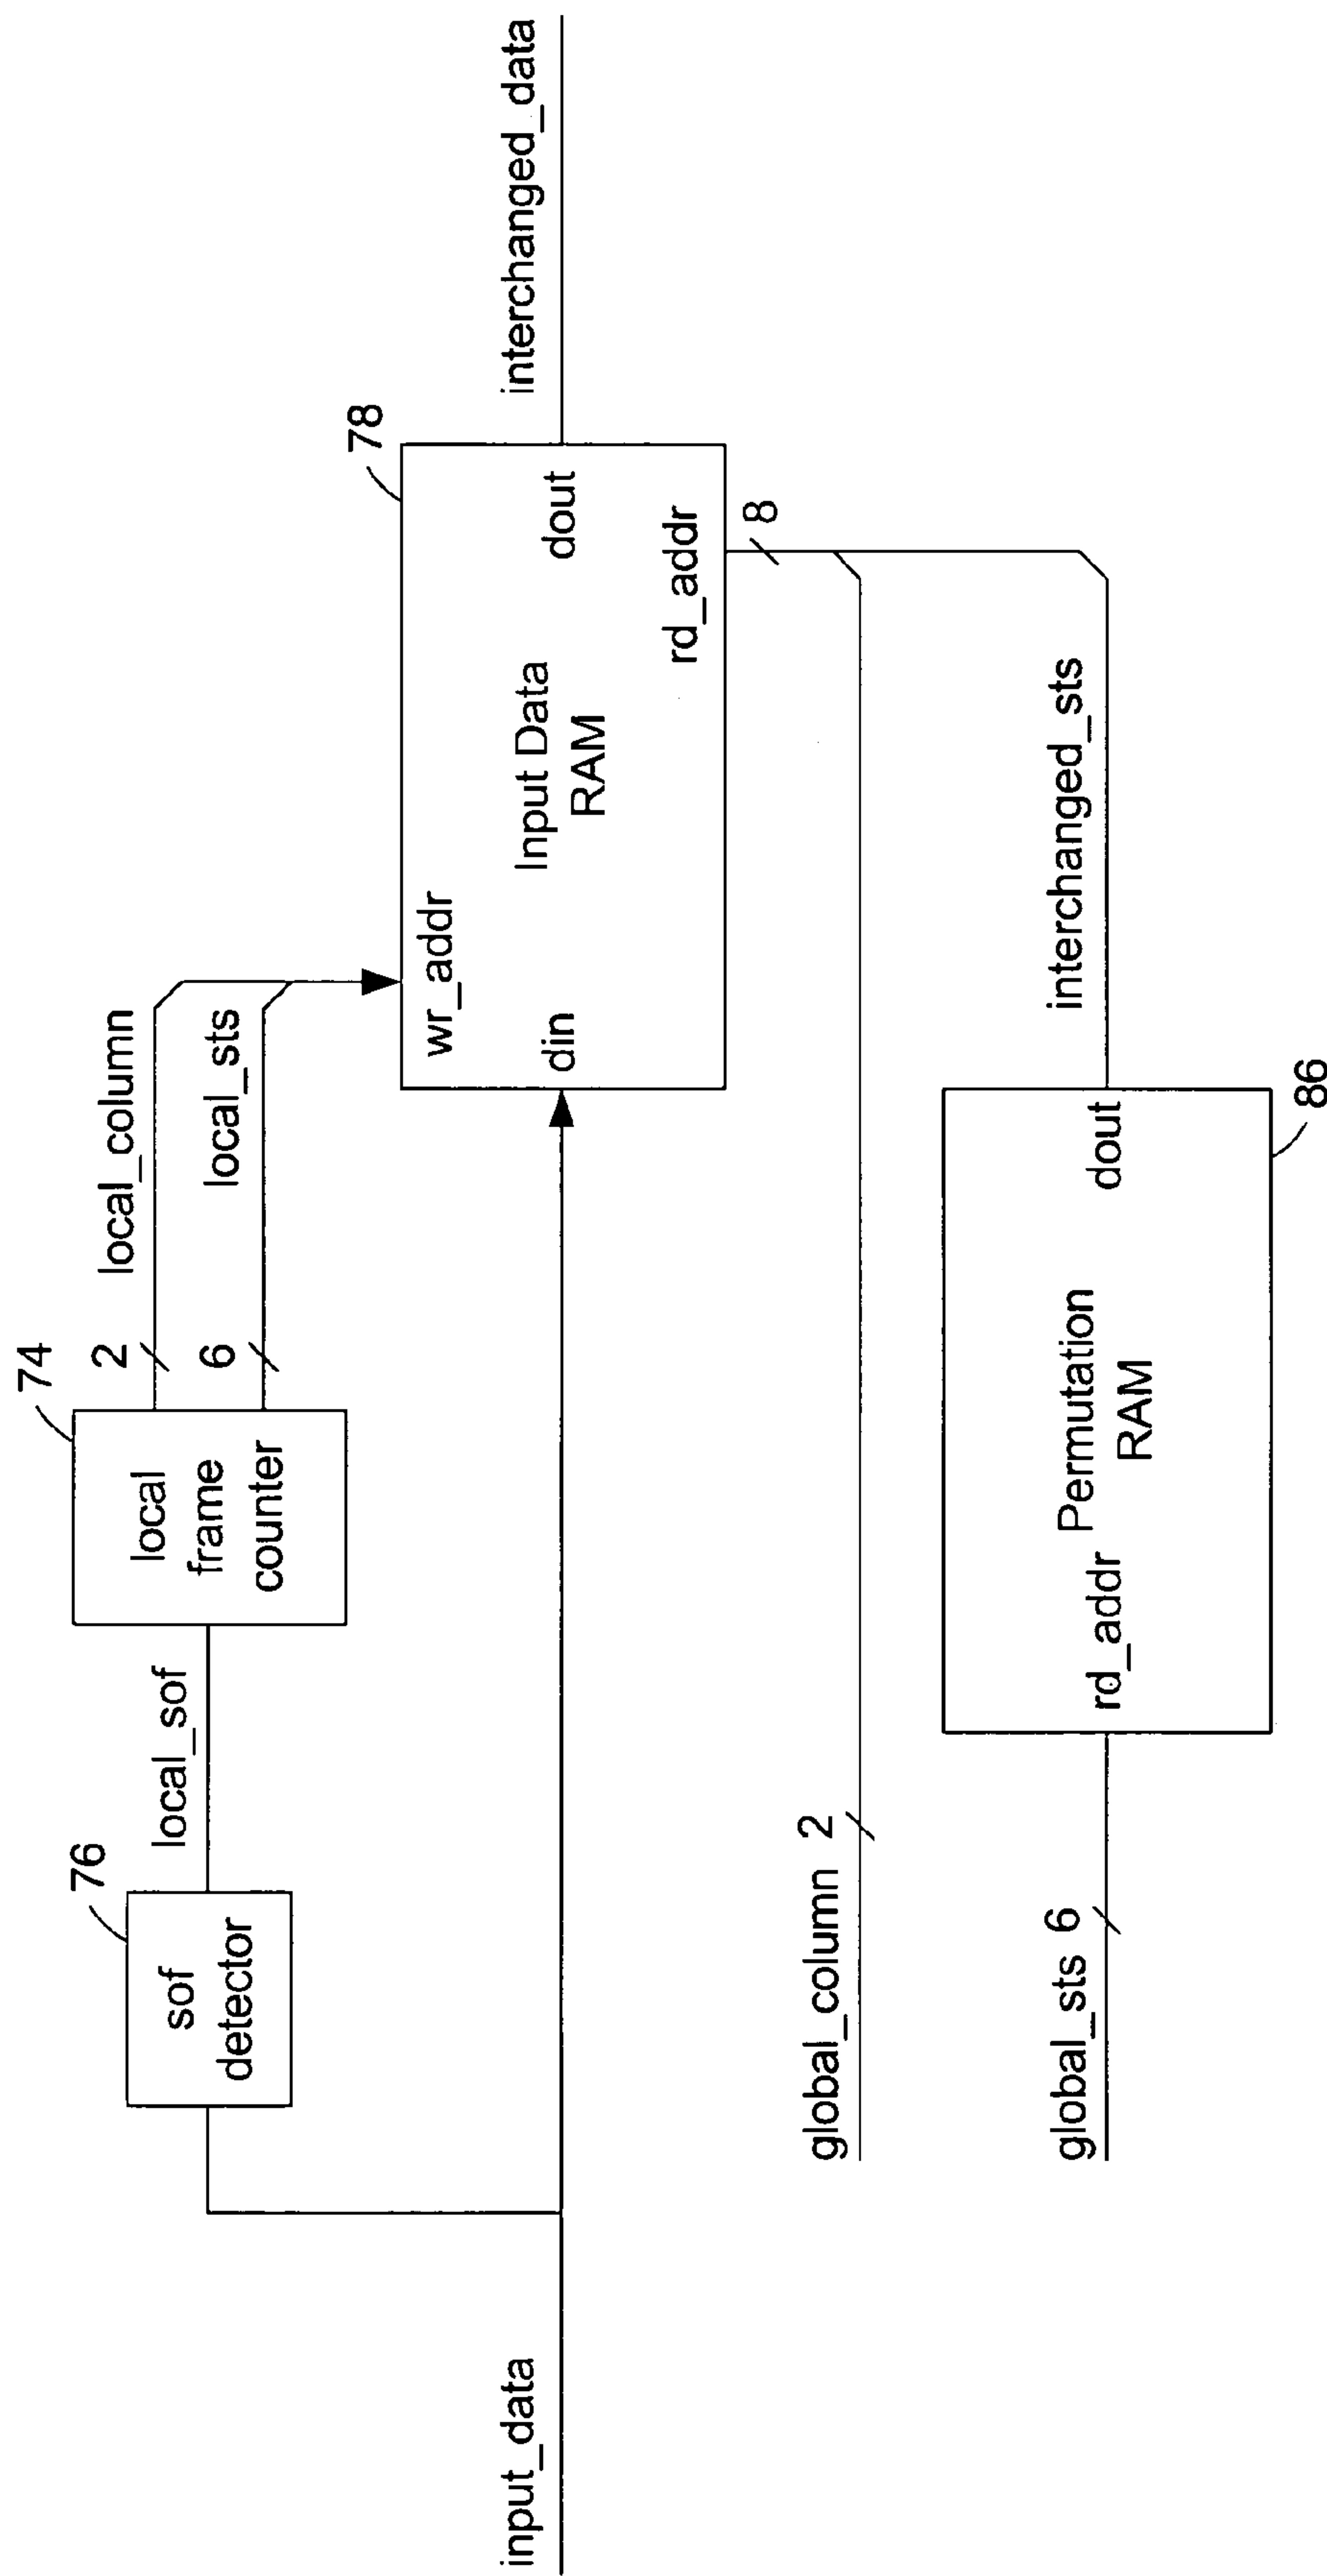 input_data
76
sof
detector
local_sof
74
local
frame
counter
2
local_column
6
local_sts
78
wr_addr
din
Input Data
RAM
dout
rd_addr
interchanged_data
8
global_column 2
global_sts 6
rd_addr
Permutation
RAM
dout
86
interchanged_sts